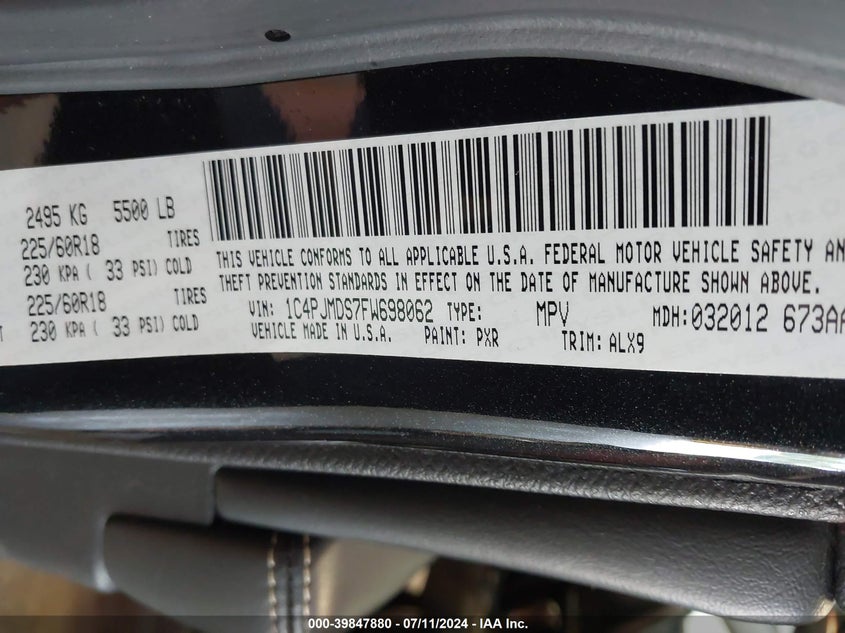 2495 KG 5500 LB
225/60R18 TIRES
230 KPA ( 33 PSI) COLD
225/60R18 TIRES
230 KPA ( 33 PSI) COLD
THIS VEHICLE CONFORMS TO ALL APPLICABLE U.S.A. FEDERAL MOTOR VEHICLE SAFETY AN
THEFT PREVENTION STANDARDS IN EFFECT ON THE DATE OF MANUFACTURE SHOWN ABOVE.
VIN: 1C4PJMDS7FW698062 TYPE: MPV MDH:032012 673AA
VEHICLE MADE IN U.S.A. PAINT: PXR TRIM: ALX9
000-39847880 / 07/11/2024 - IAA Inc.